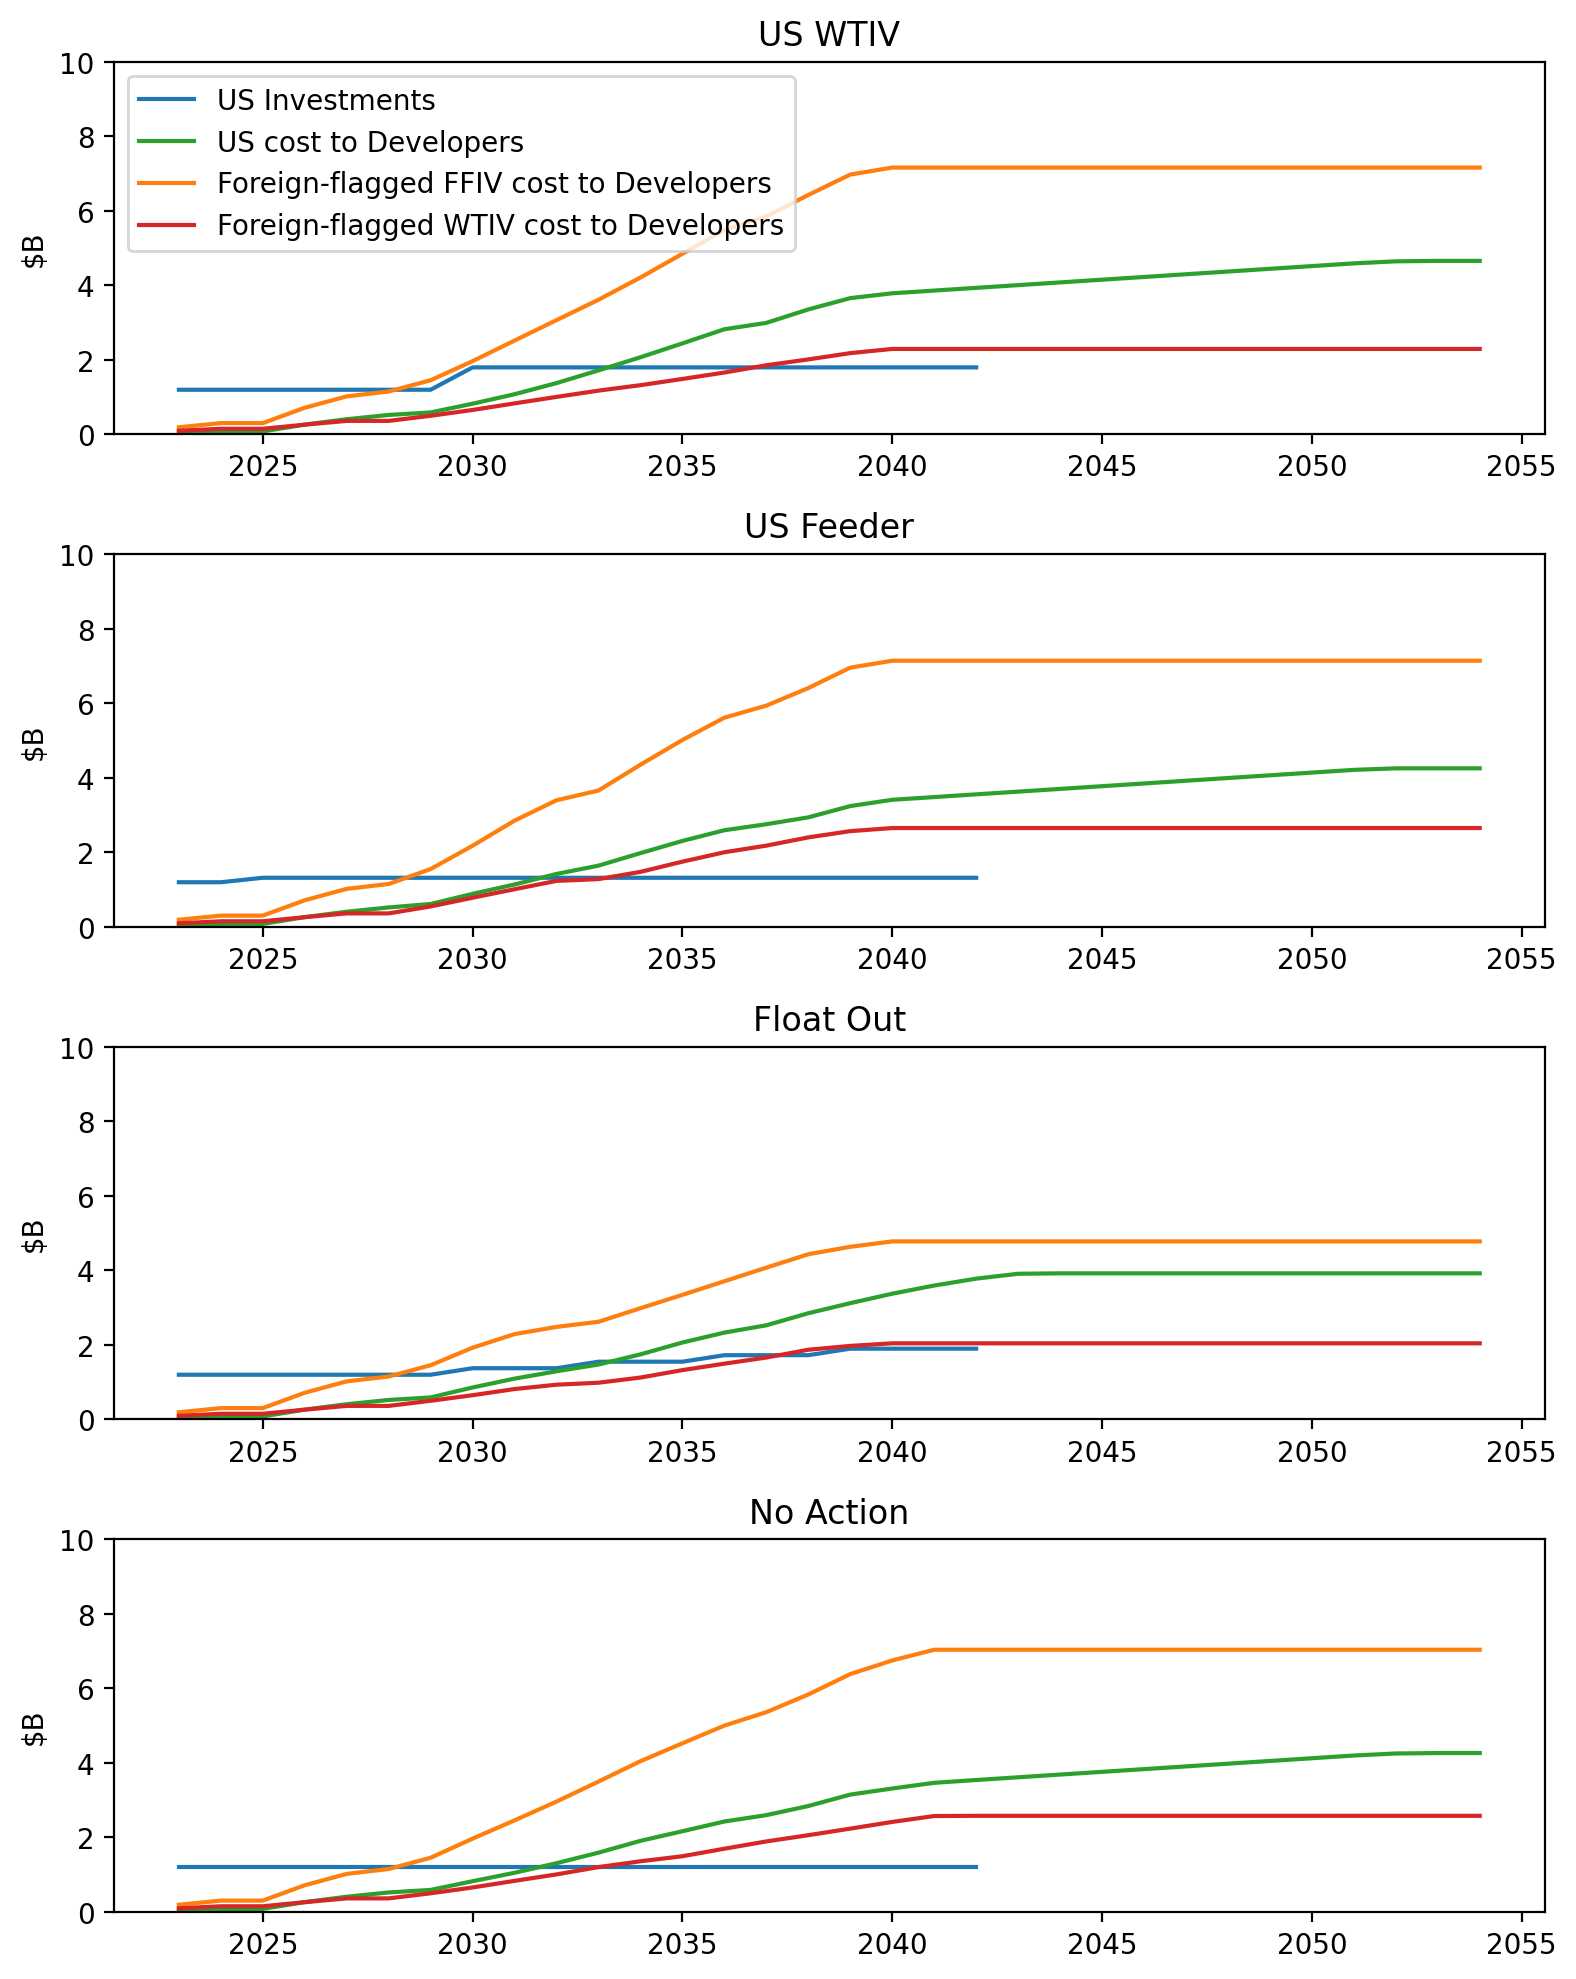 US WTIV
10
8
6
4
2
0
$B
US Investments
US cost to Developers
Foreign-flagged FFIV cost to Developers
Foreign-flagged WTIV cost to Developers
2025 2030 2035 2040 2045 2050 2055
US Feeder
10
8
6
4
2
0
$B
2025 2030 2035 2040 2045 2050 2055
Float Out
10
8
6
4
2
0
$B
2025 2030 2035 2040 2045 2050 2055
No Action
10
8
6
4
2
0
$B
2025 2030 2035 2040 2045 2050 2055